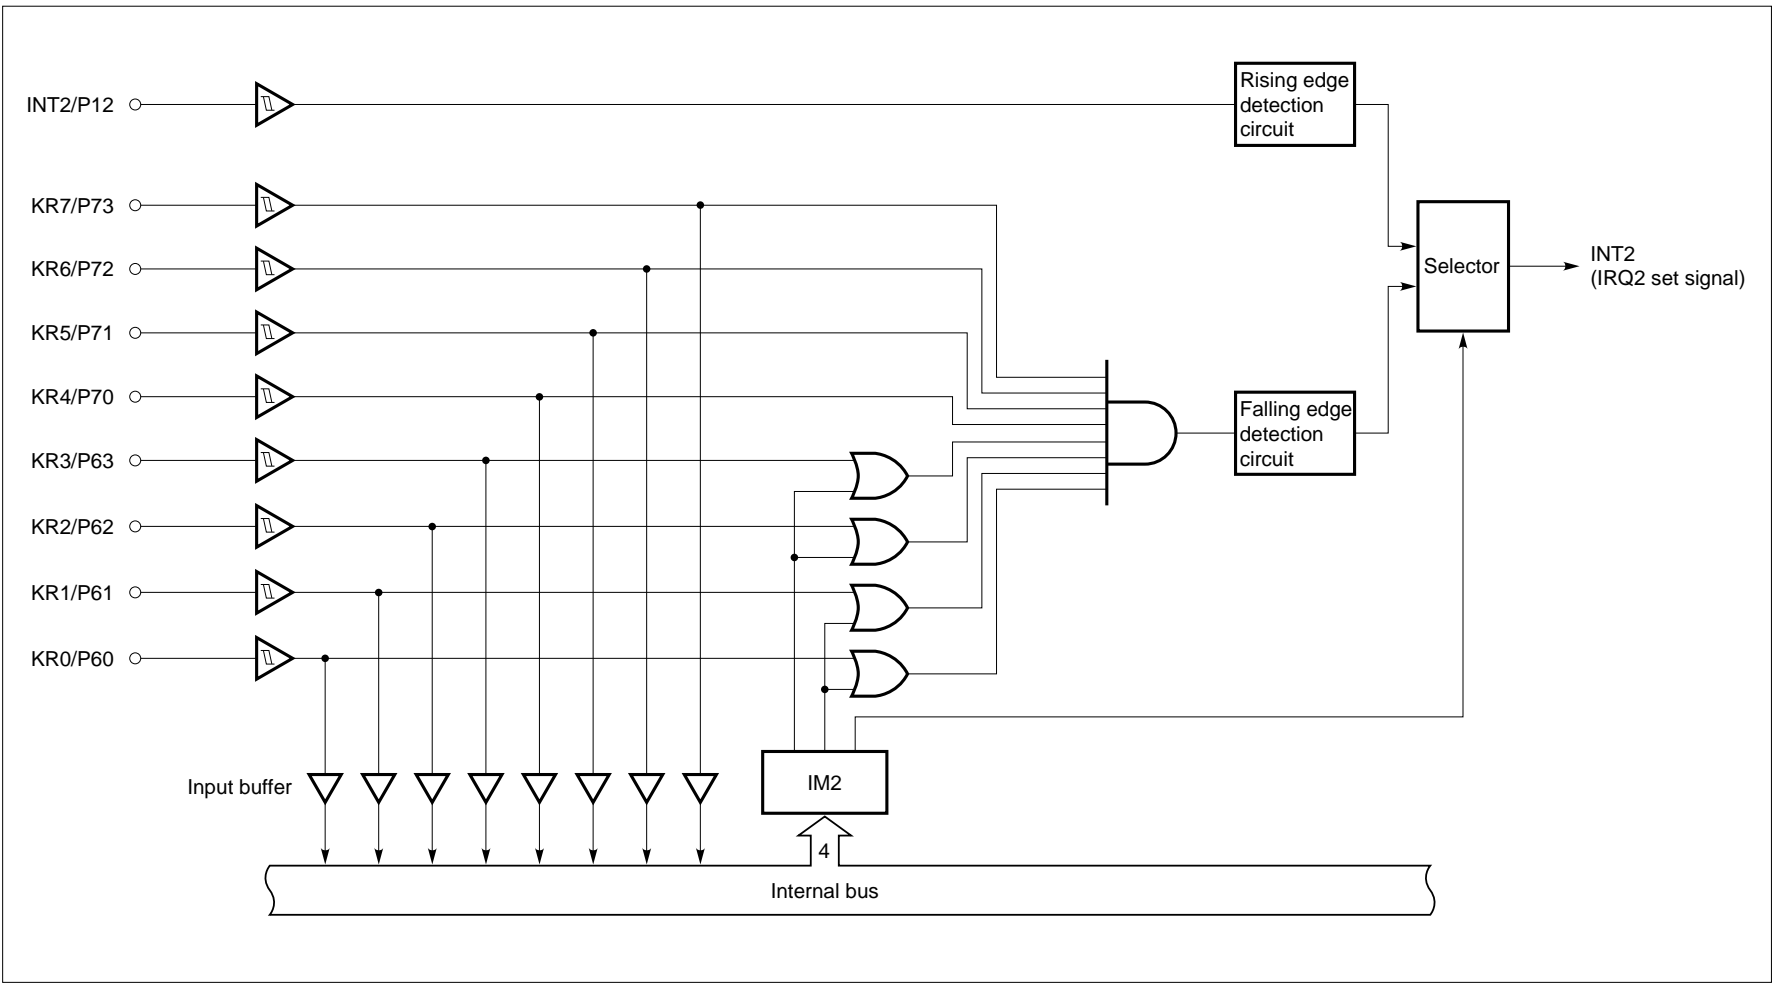 INT2/P12
Rising edge
detection
circuit
KR7/P73
KR6/P72
KR5/P71
KR4/P70
KR3/P63
KR2/P62
KR1/P61
KR0/P60
Selector
INT2
(IRQ2 set signal)
Falling edge
detection
circuit
Input buffer
IM2
4
Internal bus